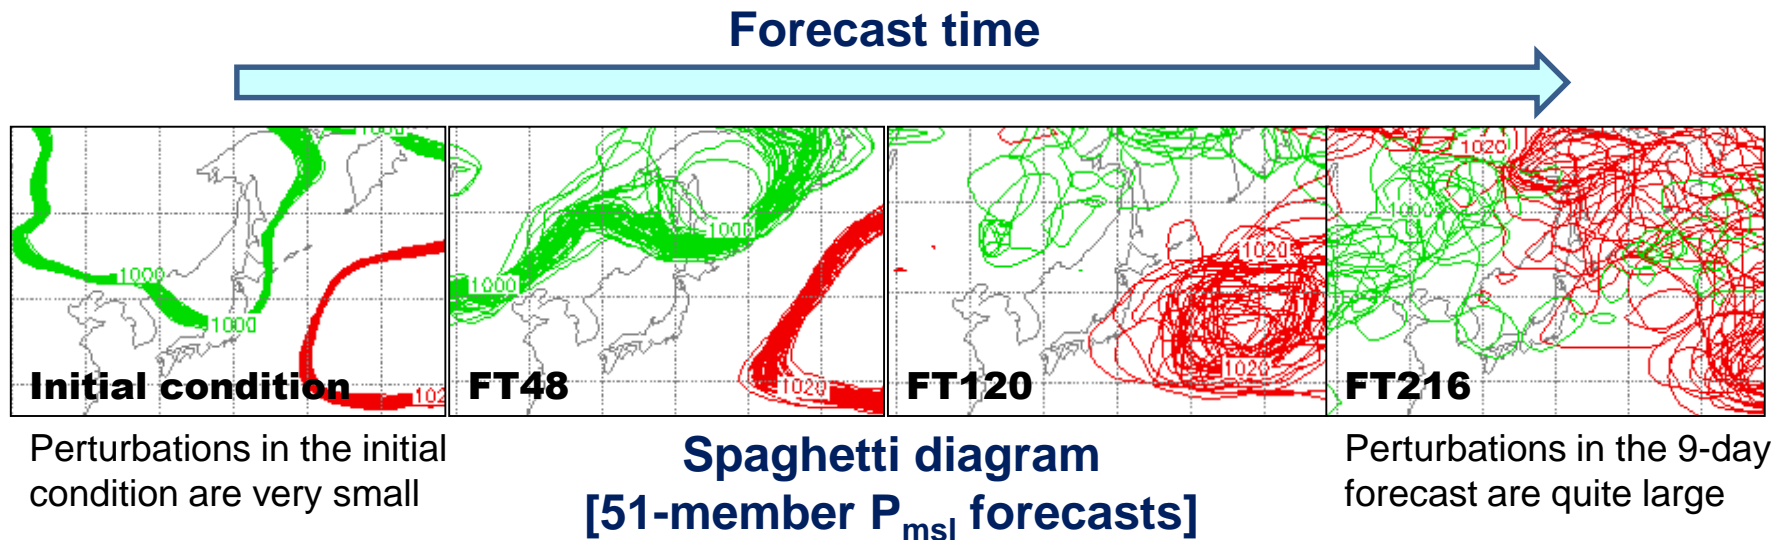 Forecast time
1000
1000
102
Initial condition
1000
1000
1020
FT48
1020
1020
FT120
1020
1000
FT216
Perturbations in the initial
condition are very small
Spaghetti diagram
[51-member Pmsl forecasts]
Perturbations in the 9-day
forecast are quite large